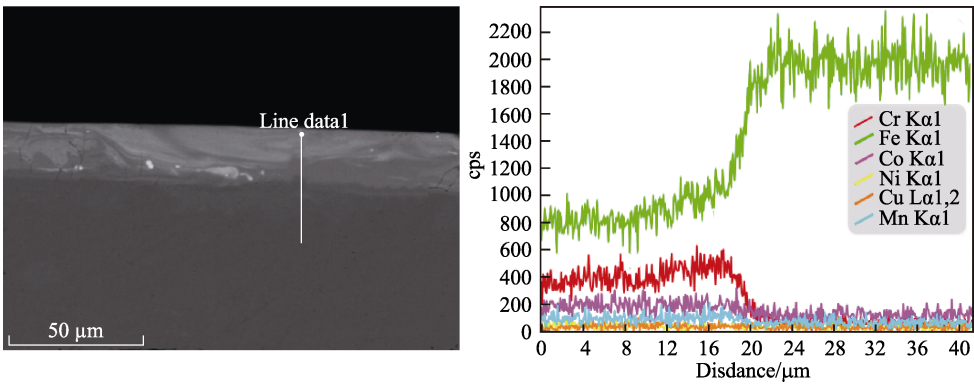 Line data1
50 μm
cps
2200
2000
1800
1600
1400
1200
1000
800
600
400
200
0
Cr Kα1
Fe Kα1
Co Kα1
Ni Kα1
Cu Lα1,2
Mn Kα1
0 4 8 12 16 20 24 28 32 36 40
Disdance/μm